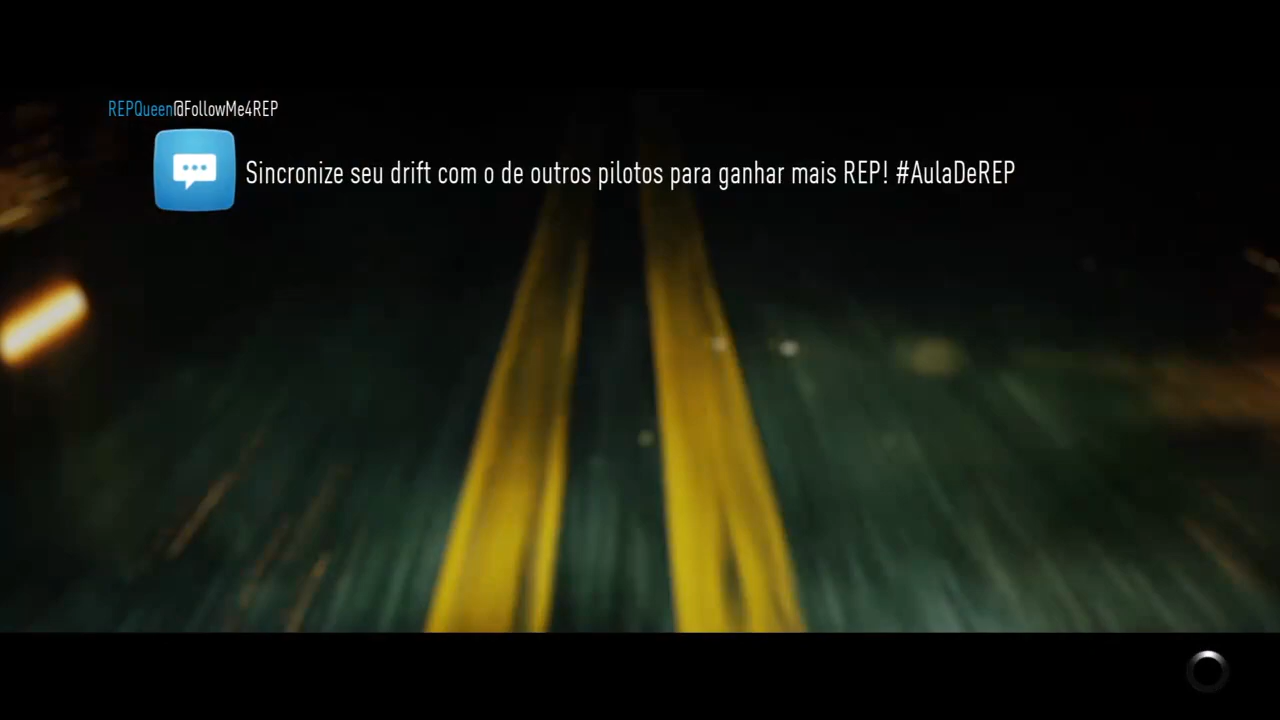 REPQueen@FollowMe4REP
Sincronize seu drift com o de outros pilotos para ganhar mais REP! #AulaDeREP